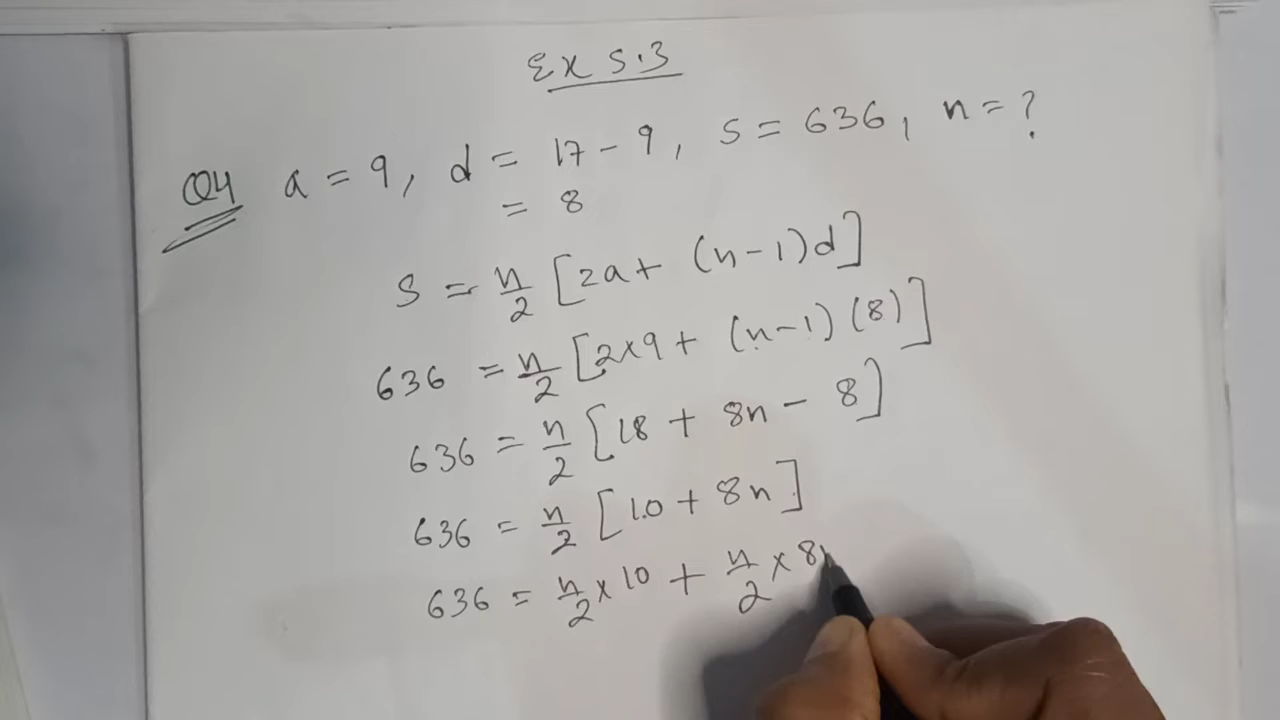 Ex 5.3
Q4 a = 9, d = 17 - 9, S = 636, n = ?
= 8
S = n/2 [2a + (n-1)d]
636 = n/2 [2×9 + (n-1)(8)]
636 = n/2 [18 + 8n - 8]
636 = n/2 [10 + 8n]
636 = n/2 × 10 + n/2 × 8